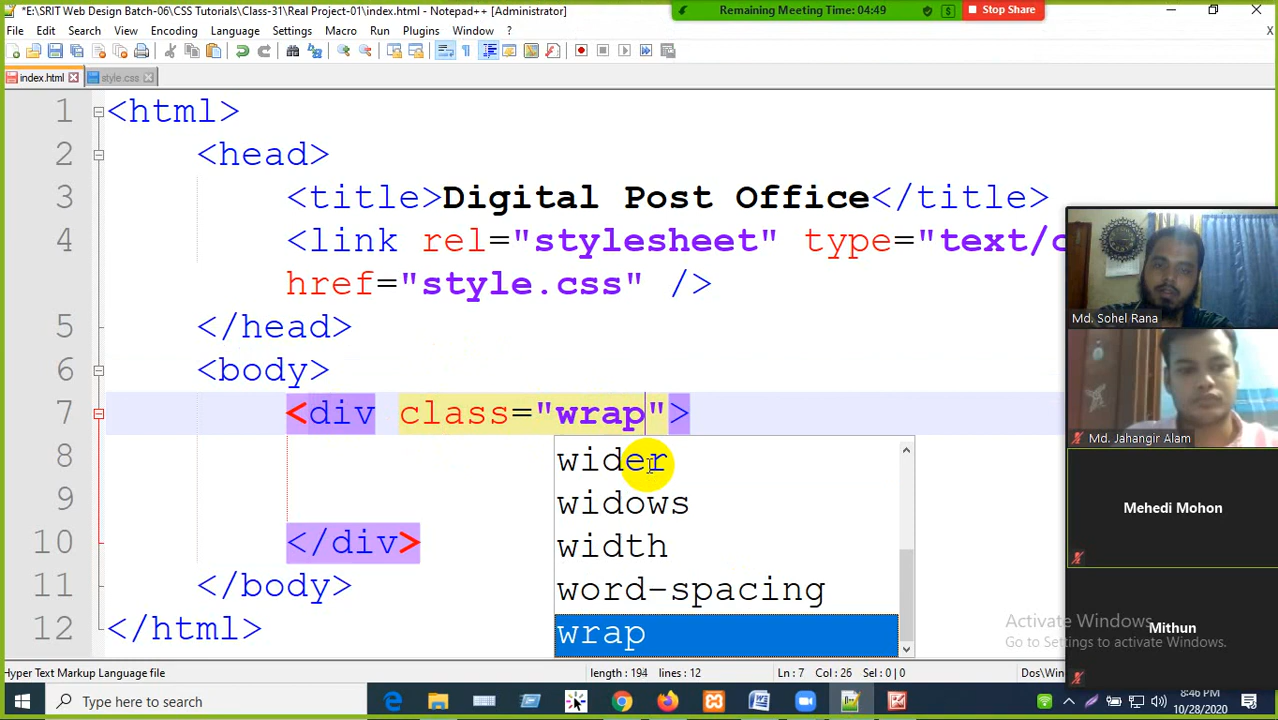 *E:\SRIT Web Design Batch-06\CSS Tutorials\Class-31\Real Project-01\index.html - Notepad++ [Administrator]
Remaining Meeting Time: 04:49
Stop Share
File Edit Search View Encoding Language Settings Macro Run Plugins Window ?
X
index.html
style.css
1 <html>
2 <head>
3 <title>Digital Post Office</title>
4 <link rel="stylesheet" type="text/c
href="style.css" />
5 </head>
6 <body>
7 <div class="wrap">
8
9
10 </div>
11 </body>
12 </html>
wider
widows
width
word-spacing
wrap
Md. Sohel Rana
Md. Jahangir Alam
Mehedi Mohon
Mithun
Activate Windows
Go to Settings to activate Windows.
Hyper Text Markup Language file
length : 194 lines : 12
Ln : 7 Col : 26 Sel : 0 | 0
Dos\Win
Type here to search
8:46 PM
10/28/2020